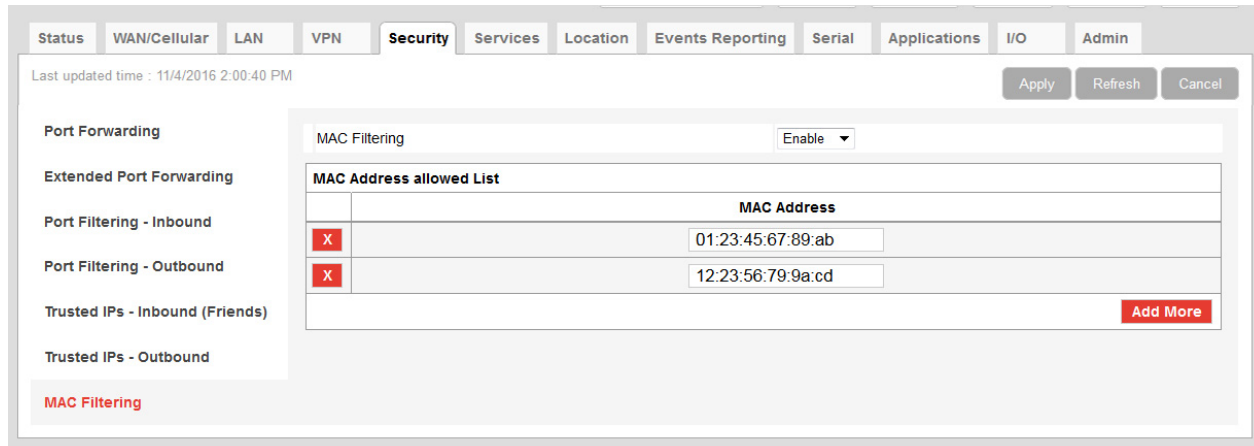 Status WAN/Cellular LAN VPN Security Services Location Events Reporting Serial Applications I/O Admin
Last updated time : 11/4/2016 2:00:40 PM
Apply Refresh Cancel
Port Forwarding
Extended Port Forwarding
Port Filtering - Inbound
Port Filtering - Outbound
Trusted IPs - Inbound (Friends)
Trusted IPs - Outbound
MAC Filtering
MAC Filtering Enable
MAC Address allowed List
MAC Address
X 01:23:45:67:89:ab
X 12:23:56:79:9a:cd
Add More